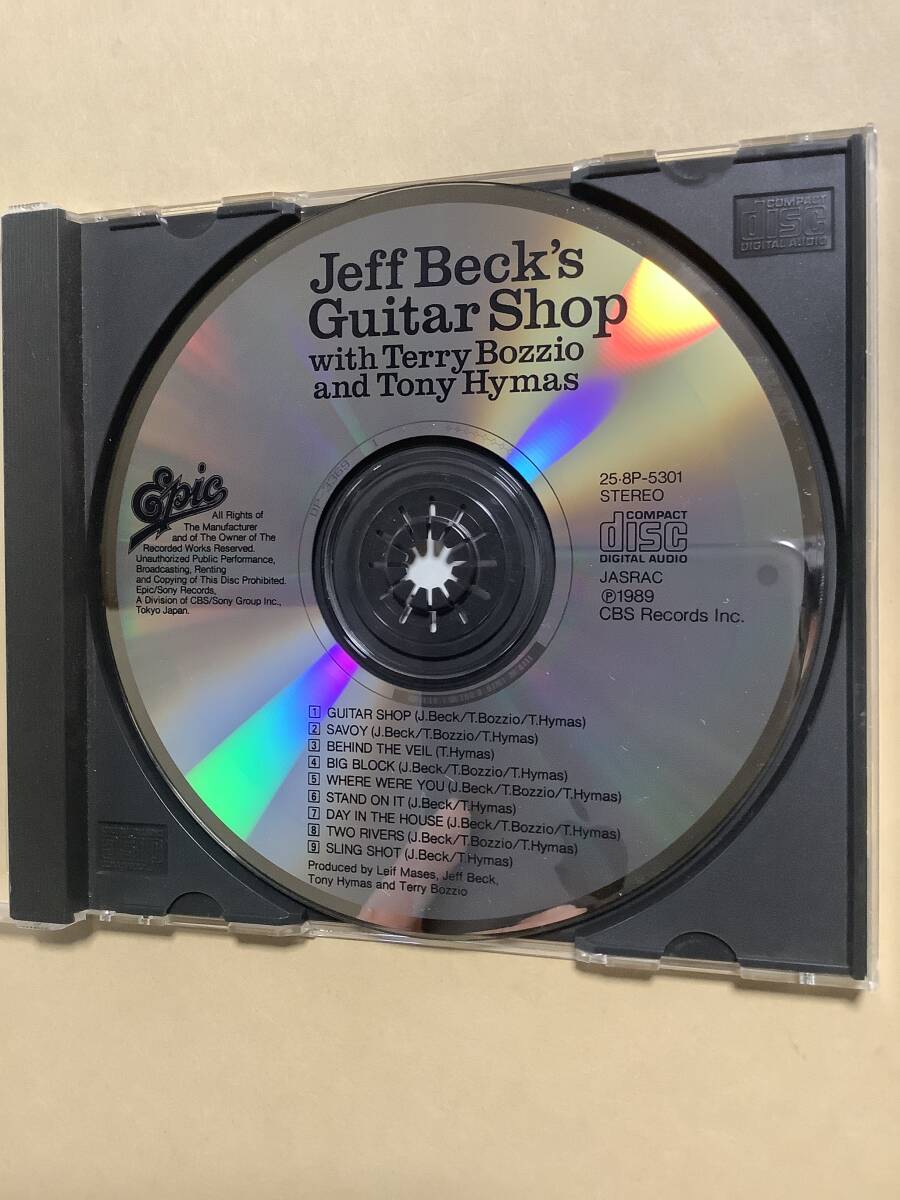 COMPACT
disc
DIGITAL AUDIO
Jeff Beck's
Guitar Shop
with Terry Bozzio
and Tony Hymas
Epic
All Rights of
The Manufacturer
and of The Owner of The
Recorded Works Reserved.
Unauthorized Public Performance,
Broadcasting, Renting
and Copying of This Disc Prohibited.
Epic/Sony Records,
A Division of CBS/Sony Group Inc.,
Tokyo Japan.
25·8P-5301
STEREO
COMPACT
disc
DIGITAL AUDIO
JASRAC
℗1989
CBS Records Inc.
1 GUITAR SHOP (J.Beck/T.Bozzio/T.Hymas)
2 SAVOY (J.Beck/T.Bozzio/T.Hymas)
3 BEHIND THE VEIL (T.Hymas)
4 BIG BLOCK (J.Beck/T.Bozzio/T.Hymas)
5 WHERE WERE YOU (J.Beck/T.Bozzio/T.Hymas)
6 STAND ON IT (J.Beck/T.Hymas)
7 DAY IN THE HOUSE (J.Beck/T.Bozzio/T.Hymas)
8 TWO RIVERS (J.Beck/T.Bozzio/T.Hymas)
9 SLING SHOT (J.Beck/T.Hymas)
Produced by Leif Mases, Jeff Beck,
Tony Hymas and Terry Bozzio